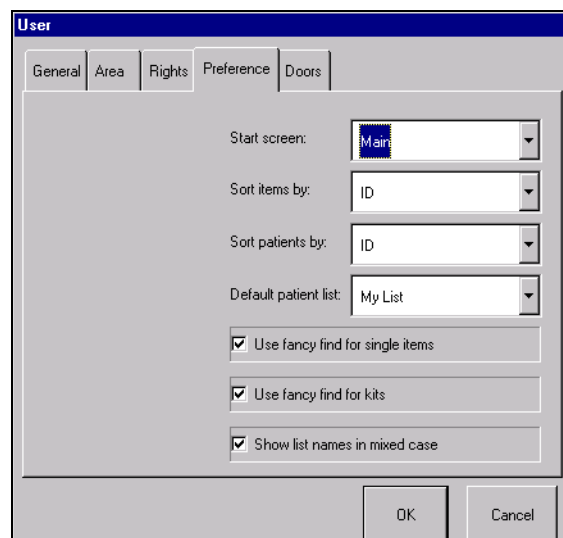 User
General Area Rights Preference Doors
Start screen: Main
Sort items by: ID
Sort patients by: ID
Default patient list: My List
Use fancy find for single items
Use fancy find for kits
Show list names in mixed case
OK Cancel